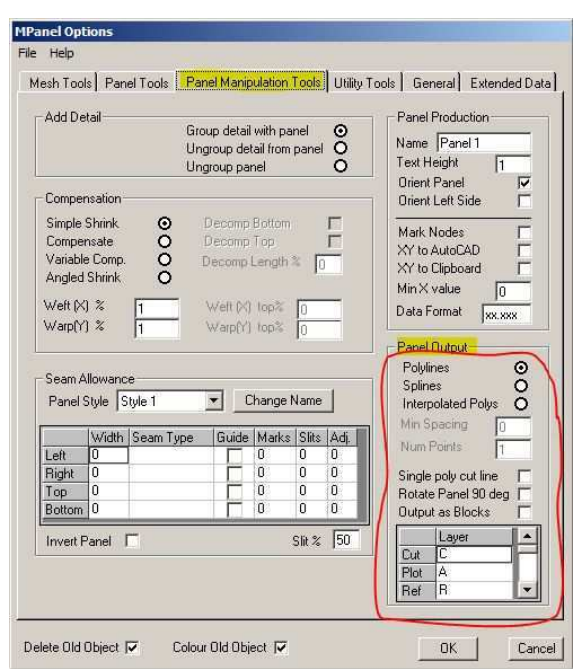 MPanel Options
File Help
Mesh Tools Panel Tools Panel Manipulation Tools Utility Tools General Extended Data
Add Detail
Group detail with panel
Ungroup detail from panel
Ungroup panel
Compensation
Simple Shrink
Compensate
Variable Comp.
Angled Shrink
Decomp Bottom
Decomp Top
Decomp Length % 0
Weft (X) % 1
Warp(Y) % 1
Weft (X) top% 0
Warp(Y) top% 0
Seam Allowance
Panel Style Style 1 Change Name
Width Seam Type Guide Marks Slits Adj.
Left 0 0 0 0
Right 0 0 0 0
Top 0 0 0 0
Bottom 0 0 0 0
Invert Panel Slit % 50
Panel Production
Name Panel 1
Text Height 1
Orient Panel
Orient Left Side
Mark Nodes
XY to AutoCAD
XY to Clipboard
Min X value 0
Data Format xx.xxx
Panel Output
Polylines
Splines
Interpolated Polys
Min Spacing 0
Num Points 1
Single poly cut line
Rotate Panel 90 deg
Output as Blocks
Layer
Cut C
Plot A
Ref R
Delete Old Object Colour Old Object OK Cancel